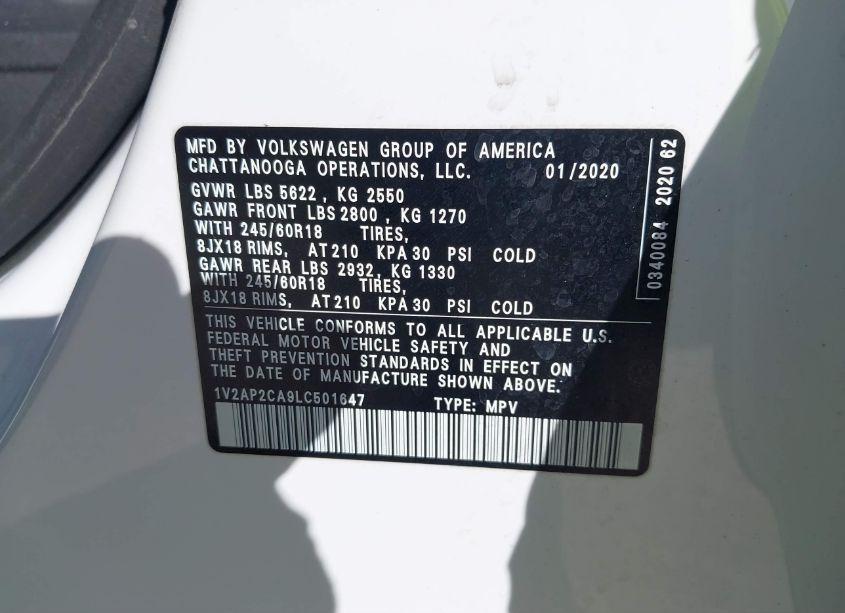 MFD BY VOLKSWAGEN GROUP OF AMERICA
CHATTANOOGA OPERATIONS, LLC. 01/2020
GVWR LBS 5622 , KG 2550
GAWR FRONT LBS 2800 , KG 1270
WITH 245/60R18 TIRES,
8JX18 RIMS, AT 210 KPA 30 PSI COLD
GAWR REAR LBS 2932, KG 1330
WITH 245/60R18 TIRES,
8JX18 RIMS, AT 210 KPA 30 PSI COLD
THIS VEHICLE CONFORMS TO ALL APPLICABLE U.S.
FEDERAL MOTOR VEHICLE SAFETY AND
THEFT PREVENTION STANDARDS IN EFFECT ON
THE DATE OF MANUFACTURE SHOWN ABOVE.
1V2AP2CA9LC501647 TYPE: MPV
0340084 2020 62